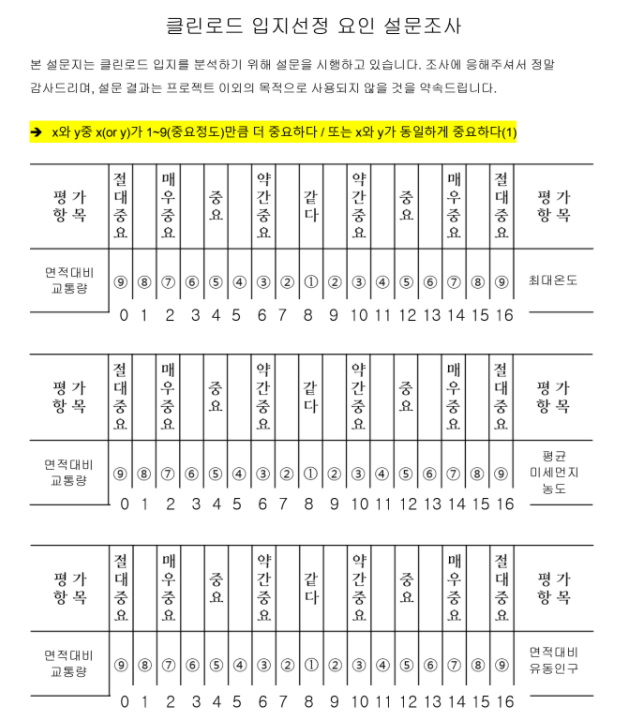 클린로드 입지선정 요인 설문조사
본 설문지는 클린로드 입지를 분석하기 위해 설문을 시행하고 있습니다. 조사에 응해주셔서 정말
감사드리며, 설문 결과는 프로젝트 이외의 목적으로 사용되지 않을 것을 약속드립니다.
➔ x와 y중 x(or y)가 1~9(중요정도)만큼 더 중요하다 / 또는 x와 y가 동일하게 중요하다(1)
평가 항목 절대중요 매우중요 중요 약간중요 같다 약간중요 중요 매우중요 절대중요 평가 항목
면적대비 교통량 ⑨ ⑧ ⑦ ⑥ ⑤ ④ ③ ② ① ② ③ ④ ⑤ ⑥ ⑦ ⑧ ⑨ 최대온도
0 1 2 3 4 5 6 7 8 9 10 11 12 13 14 15 16
평가 항목 절대중요 매우중요 중요 약간중요 같다 약간중요 중요 매우중요 절대중요 평가 항목
면적대비 교통량 ⑨ ⑧ ⑦ ⑥ ⑤ ④ ③ ② ① ② ③ ④ ⑤ ⑥ ⑦ ⑧ ⑨ 평균 미세먼지 농도
0 1 2 3 4 5 6 7 8 9 10 11 12 13 14 15 16
평가 항목 절대중요 매우중요 중요 약간중요 같다 약간중요 중요 매우중요 절대중요 평가 항목
면적대비 교통량 ⑨ ⑧ ⑦ ⑥ ⑤ ④ ③ ② ① ② ③ ④ ⑤ ⑥ ⑦ ⑧ ⑨ 면적대비 유동인구
0 1 2 3 4 5 6 7 8 9 10 11 12 13 14 15 16